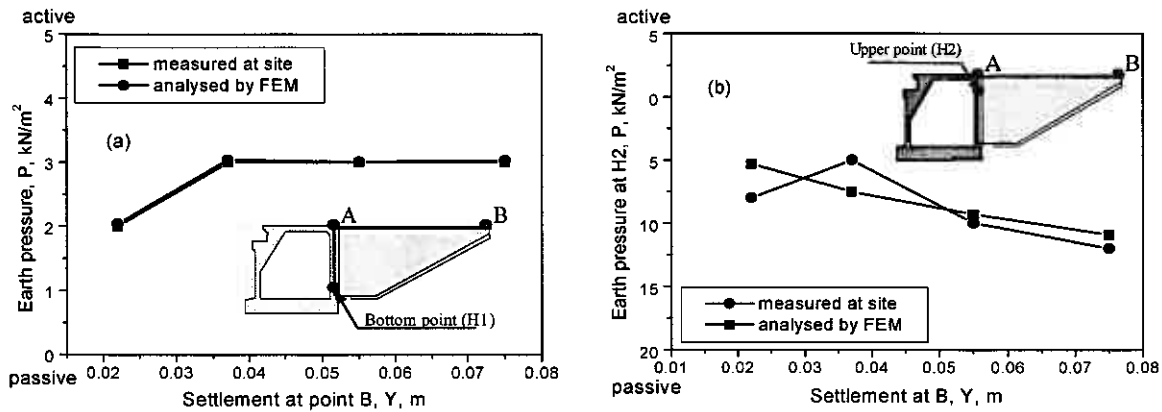 active
5
4
3
2
1
0
passive
Earth pressure, P, kN/m²
measured at site
analysed by FEM
(a)
A
B
Bottom point (H1)
0.02 0.03 0.04 0.05 0.06 0.07 0.08
Settlement at point B, Y, m
active
5
0
5
10
15
20
passive
Earth pressure at H2, P, kN/m²
Upper point (H2)
A
B
(b)
measured at site
analysed by FEM
0.01 0.02 0.03 0.04 0.05 0.06 0.07 0.08
Settlement at B, Y, m